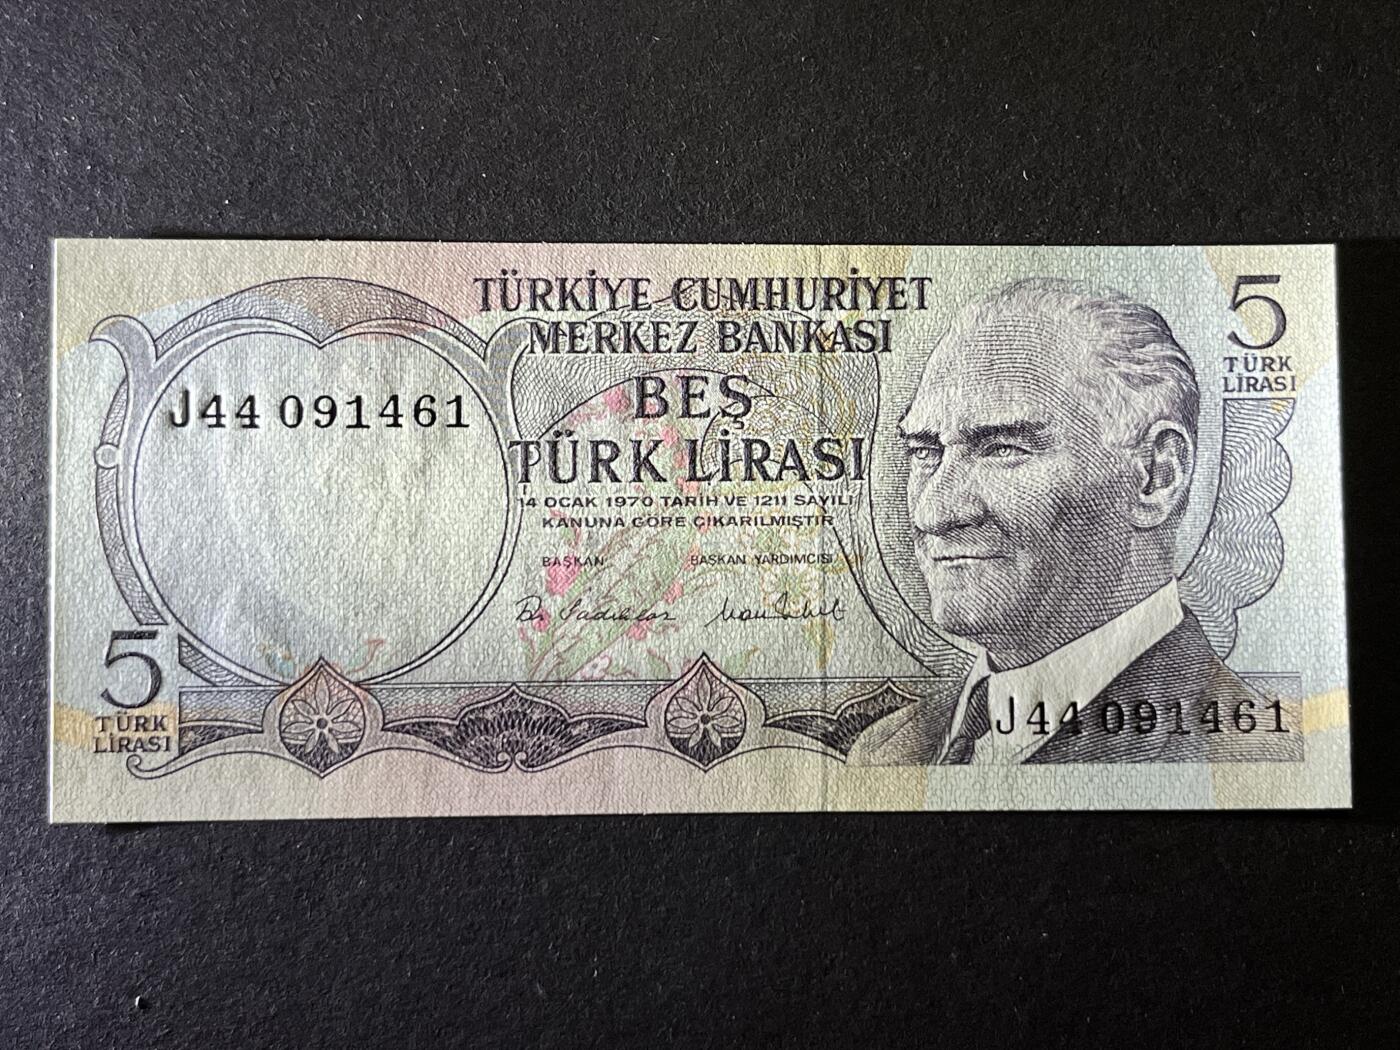 TÜRKİYE CUMHURİYET
MERKEZ BANKASI
5
TÜRK
LİRASI
J44 091461
BEŞ
TÜRK LİRASI
14 OCAK 1970 TARİH VE 1211 SAYILI
KANUNA GÖRE ÇIKARILMIŞTIR
BAŞKAN BAŞKAN YARDIMCISI
5
TÜRK
LİRASI
J44 091461